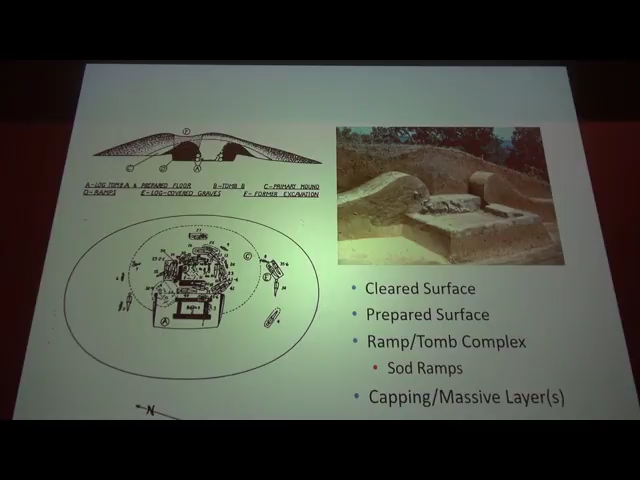 F
C D A B
A-LOG TOMB A & PREPARED FLOOR B-TOMB B C-PRIMARY MOUND
D-RAMPS E-LOG-COVERED GRAVES F-FORMER EXCAVATION
C
A
N
• Cleared Surface
• Prepared Surface
• Ramp/Tomb Complex
• Sod Ramps
• Capping/Massive Layer(s)